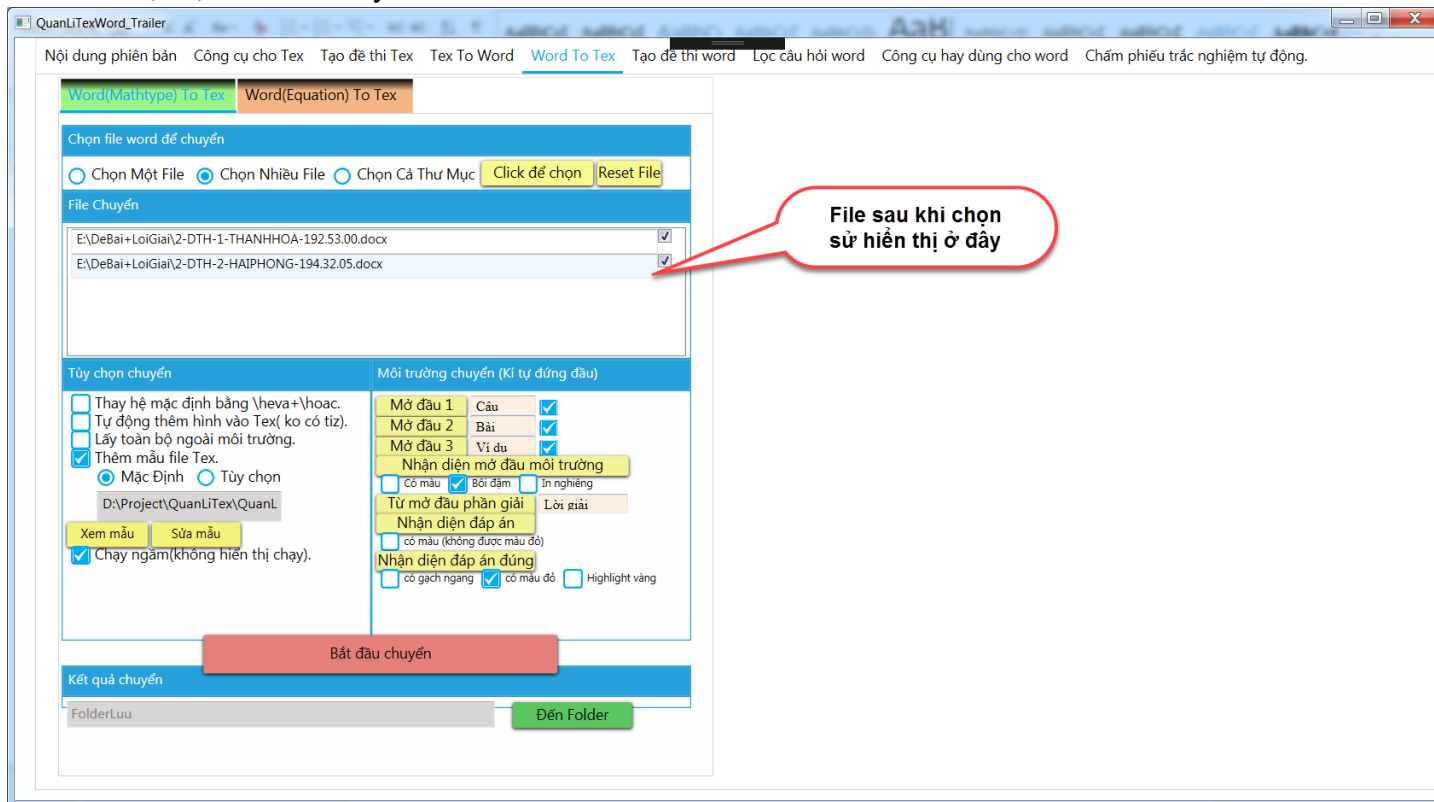 QuanLiTexWord_Trailer
Nội dung phiên bản Công cụ cho Tex Tạo đề thi Tex Tex To Word Word To Tex Tạo đề thi word Lọc câu hỏi word Công cụ hay dùng cho word Chấm phiếu trắc nghiệm tự động.
Word(Mathtype) To Tex Word(Equation) To Tex
Chọn file word để chuyển
Chọn Một File Chọn Nhiều File Chọn Cả Thư Mục Click để chọn Reset File
File Chuyển
E:\DeBai+LoiGiai\2-DTH-1-THANHHOA-192.53.00.docx
E:\DeBai+LoiGiai\2-DTH-2-HAIPHONG-194.32.05.docx
File sau khi chọn
sử hiển thị ở đây
Tùy chọn chuyển
Thay hệ mặc định bằng \heva+\hoac.
Tự động thêm hình vào Tex( ko có tiz).
Lấy toàn bộ ngoài môi trường.
Thêm mẫu file Tex.
Mặc Định Tùy chọn
D:\Project\QuanLiTex\QuanL
Xem mẫu Sửa mẫu
Chạy ngầm(không hiển thị chạy).
Môi trường chuyển (Kí tự đứng đầu)
Mở đầu 1 Câu
Mở đầu 2 Bài
Mở đầu 3 Ví dụ
Nhận diện mở đầu môi trường
Có màu Bôi đậm In nghiêng
Từ mở đầu phần giải Lời giải
Nhận diện đáp án
có màu (không được màu đỏ)
Nhận diện đáp án đúng
có gạch ngang có màu đỏ Highlight vàng
Bắt đầu chuyển
Kết quả chuyển
FolderLuu Đến Folder